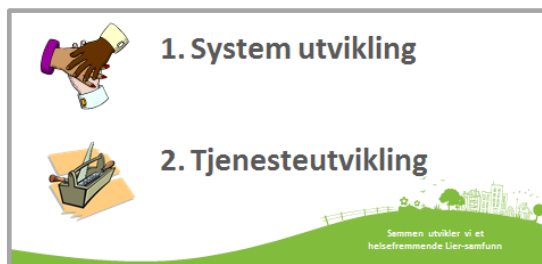 1. System utvikling
2. Tjenesteutvikling
Sammen utvikler vi et
helsefremmende Lier-samfunn